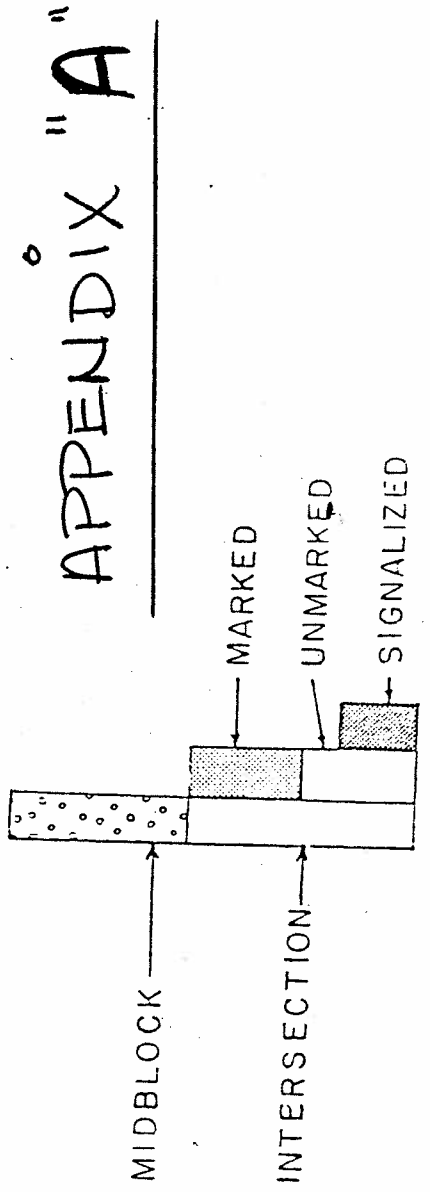 APPENDIX "A"
MIDBLOCK
INTERSECTION
MARKED
UNMARKED
SIGNALIZED